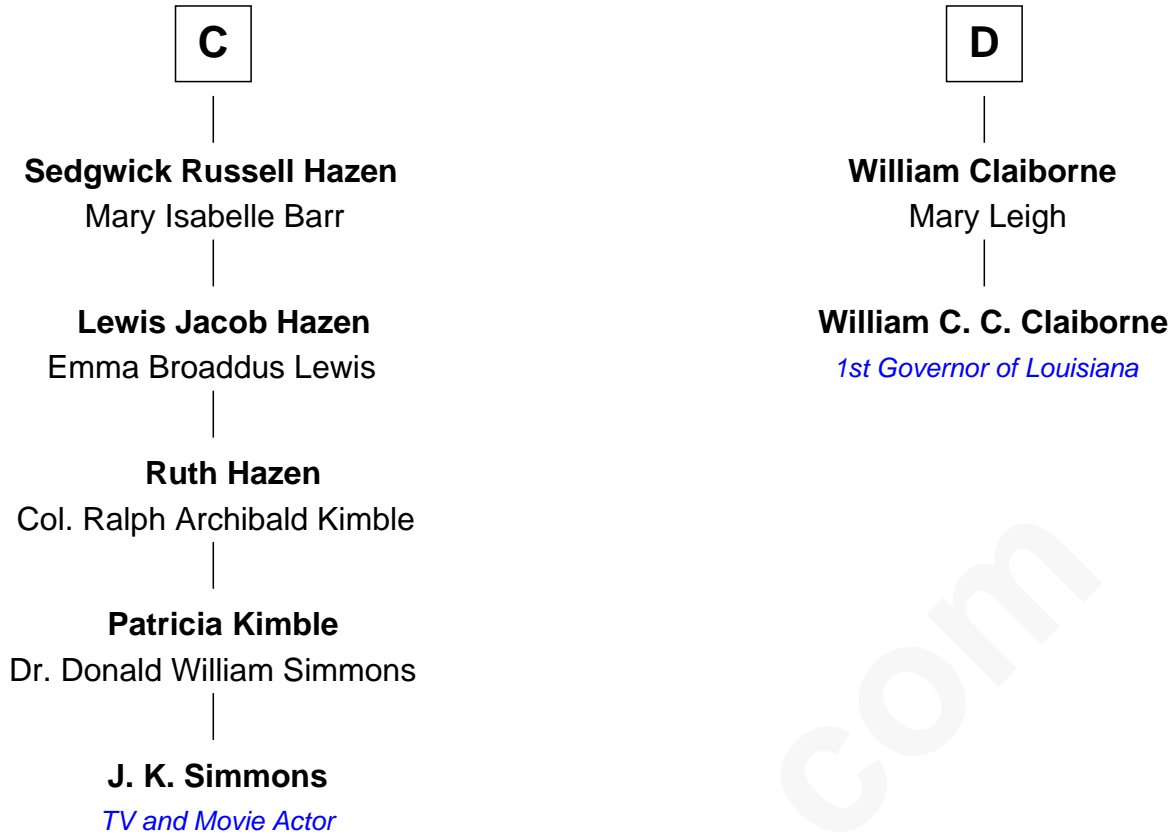 C
Sedgwick Russell Hazen
Mary Isabelle Barr
Lewis Jacob Hazen
Emma Broaddus Lewis
Ruth Hazen
Col. Ralph Archibald Kimble
Patricia Kimble
Dr. Donald William Simmons
J. K. Simmons
TV and Movie Actor
D
William Claiborne
Mary Leigh
William C. C. Claiborne
1st Governor of Louisiana
com